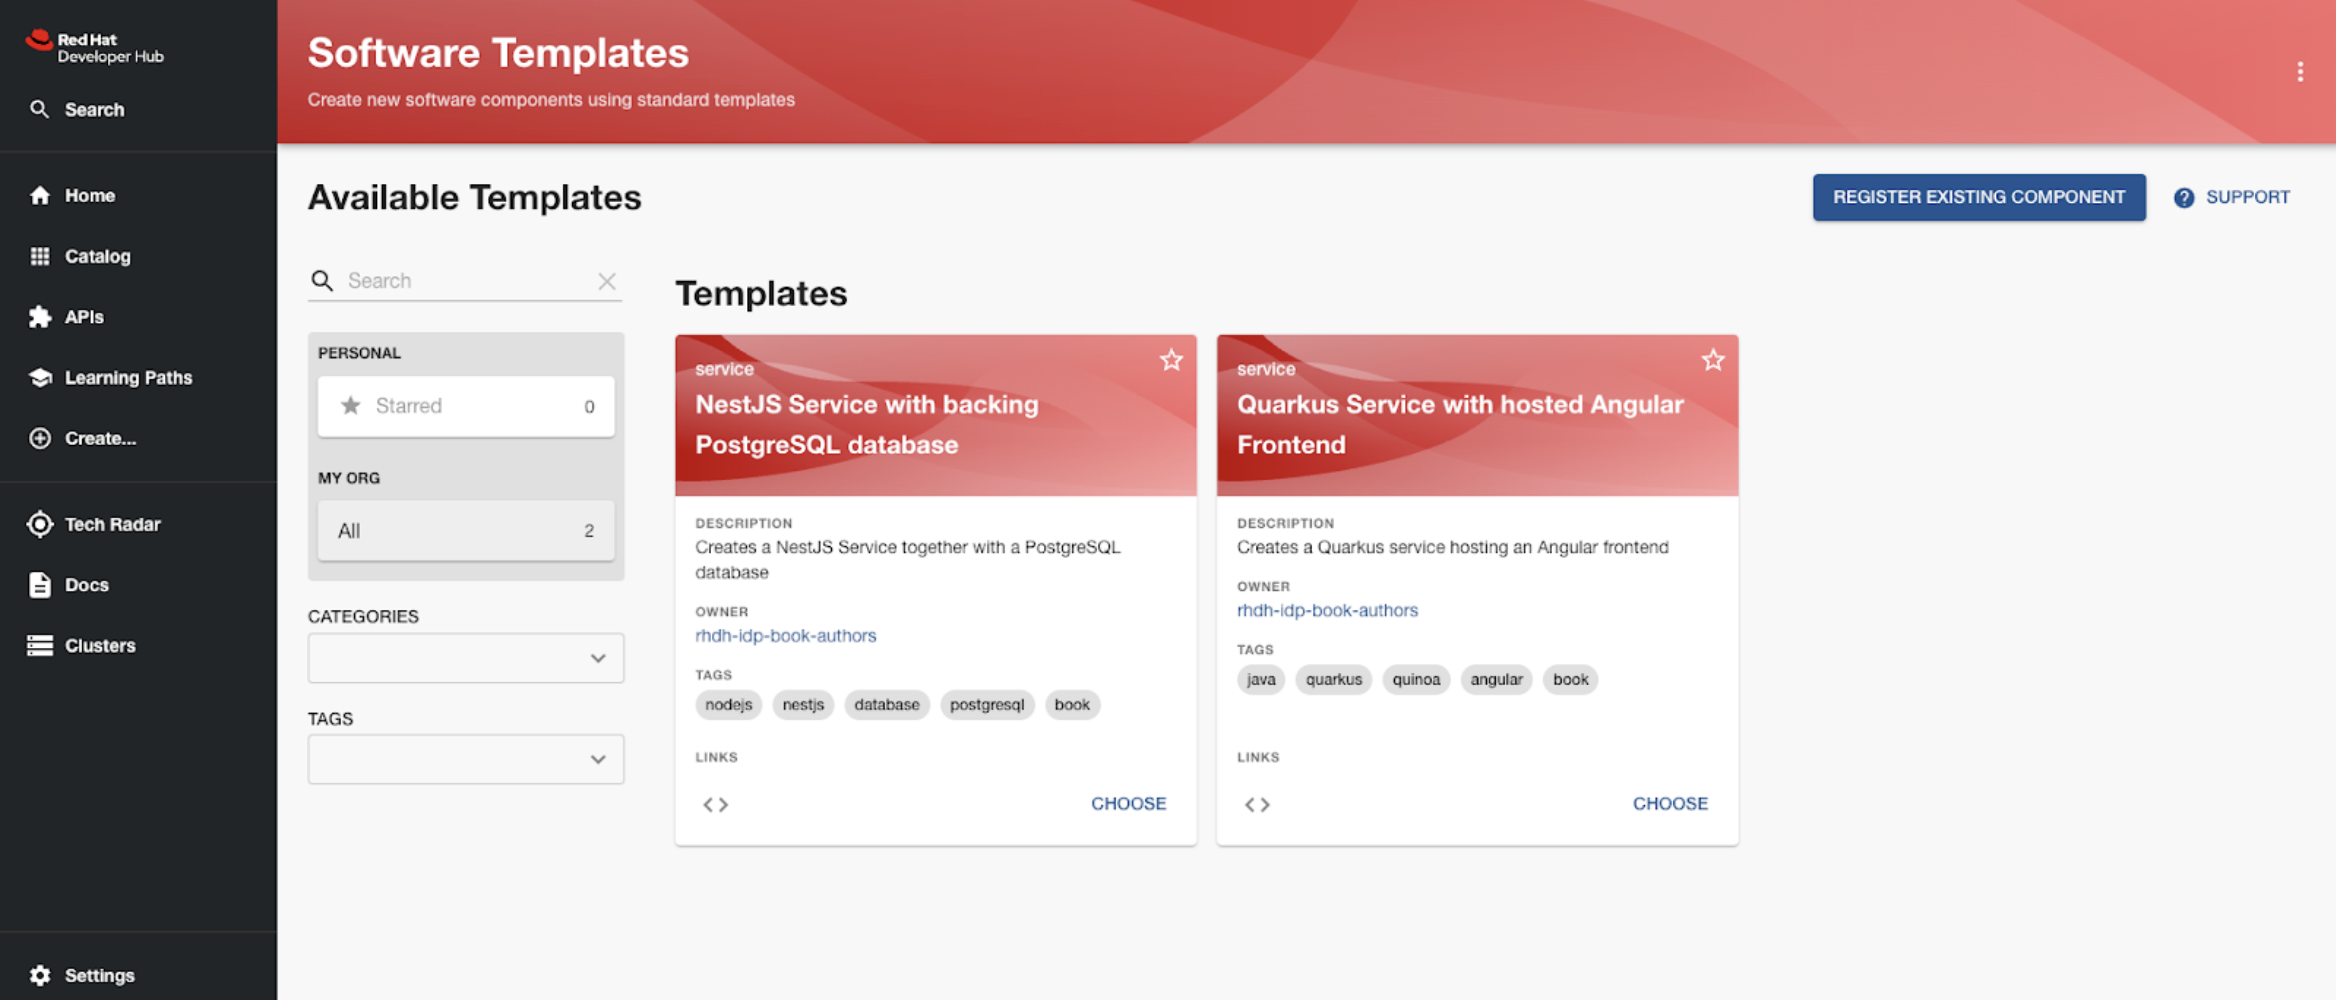 Red Hat
Developer Hub
Search
Home
Catalog
APIs
Learning Paths
Create...
Tech Radar
Docs
Clusters
Settings
Software Templates
Create new software components using standard templates
Available Templates
REGISTER EXISTING COMPONENT
SUPPORT
Search
PERSONAL
Starred 0
MY ORG
All 2
CATEGORIES
TAGS
Templates
service
NestJS Service with backing
PostgreSQL database
DESCRIPTION
Creates a NestJS Service together with a PostgreSQL
database
OWNER
rhdh-idp-book-authors
TAGS
nodejs nestjs database postgresql book
LINKS
CHOOSE
service
Quarkus Service with hosted Angular
Frontend
DESCRIPTION
Creates a Quarkus service hosting an Angular frontend
OWNER
rhdh-idp-book-authors
TAGS
java quarkus quinoa angular book
LINKS
CHOOSE